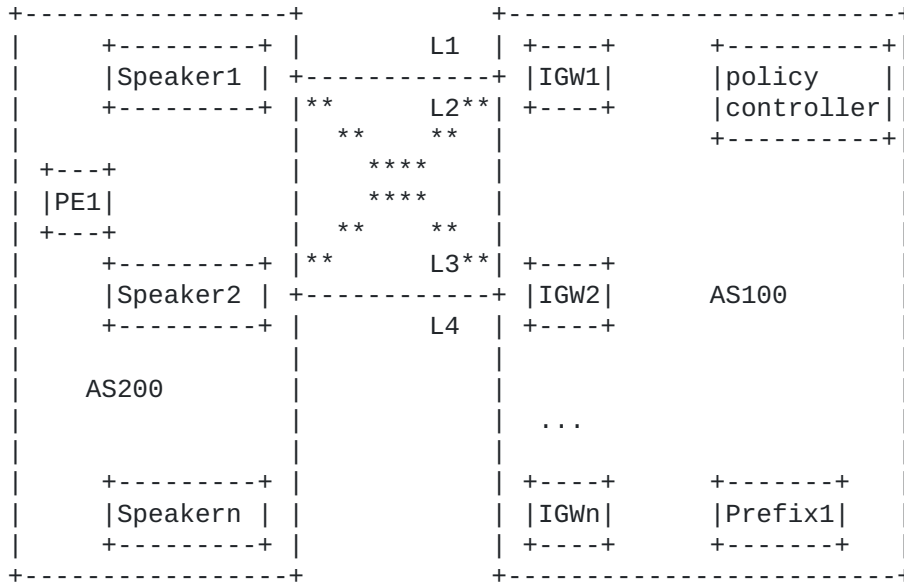 L1
Speaker1 IGW1 policy
L2 controller
PE1
L3
Speaker2 IGW2 AS100
L4
AS200
...
Speakern IGWn Prefix1